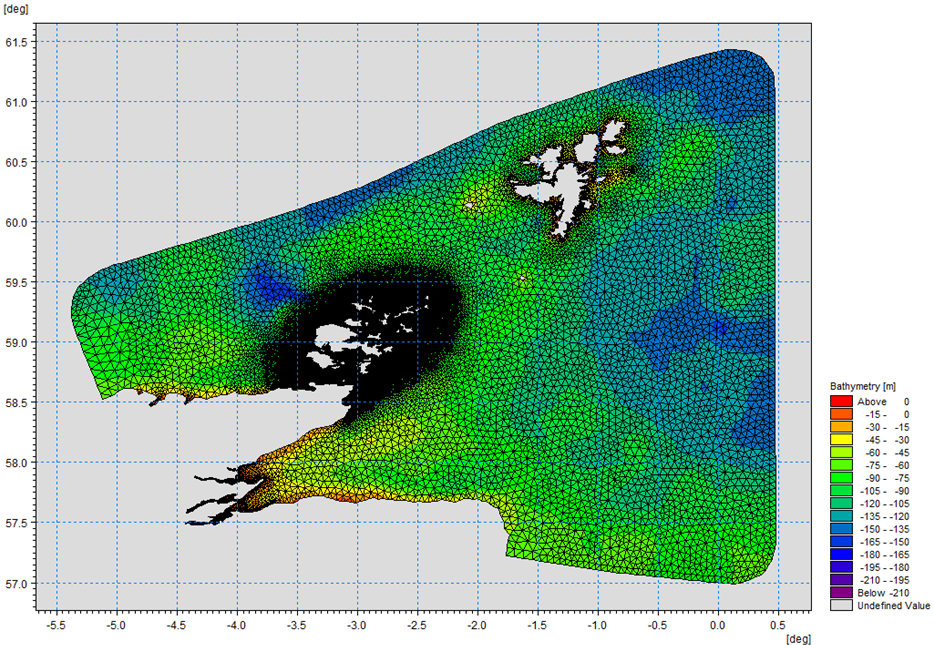 [deg]
61.5
61.0
60.5
60.0
59.5
59.0
58.5
58.0
57.5
57.0
-5.5 -5.0 -4.5 -4.0 -3.5 -3.0 -2.5 -2.0 -1.5 -1.0 -0.5 0.0 0.5
[deg]
Bathymetry [m]
Above 0
-15 - 0
-30 - -15
-45 - -30
-60 - -45
-75 - -60
-90 - -75
-105 - -90
-120 - -105
-135 - -120
-150 - -135
-165 - -150
-180 - -165
-195 - -180
-210 - -195
Below -210
Undefined Value